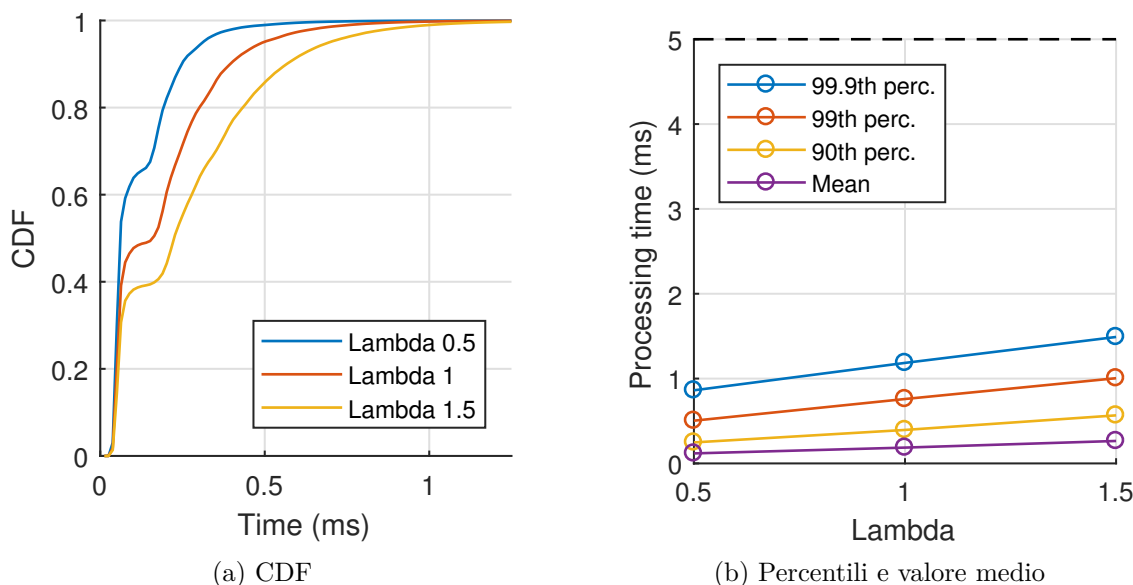 1
0.8
0.6
0.4
0.2
0
CDF
0
0.5
1
Time (ms)
Lambda 0.5
Lambda 1
Lambda 1.5
(a) CDF
5
4
3
2
1
0
Processing time (ms)
0.5
1
1.5
Lambda
99.9th perc.
99th perc.
90th perc.
Mean
(b) Percentili e valore medio